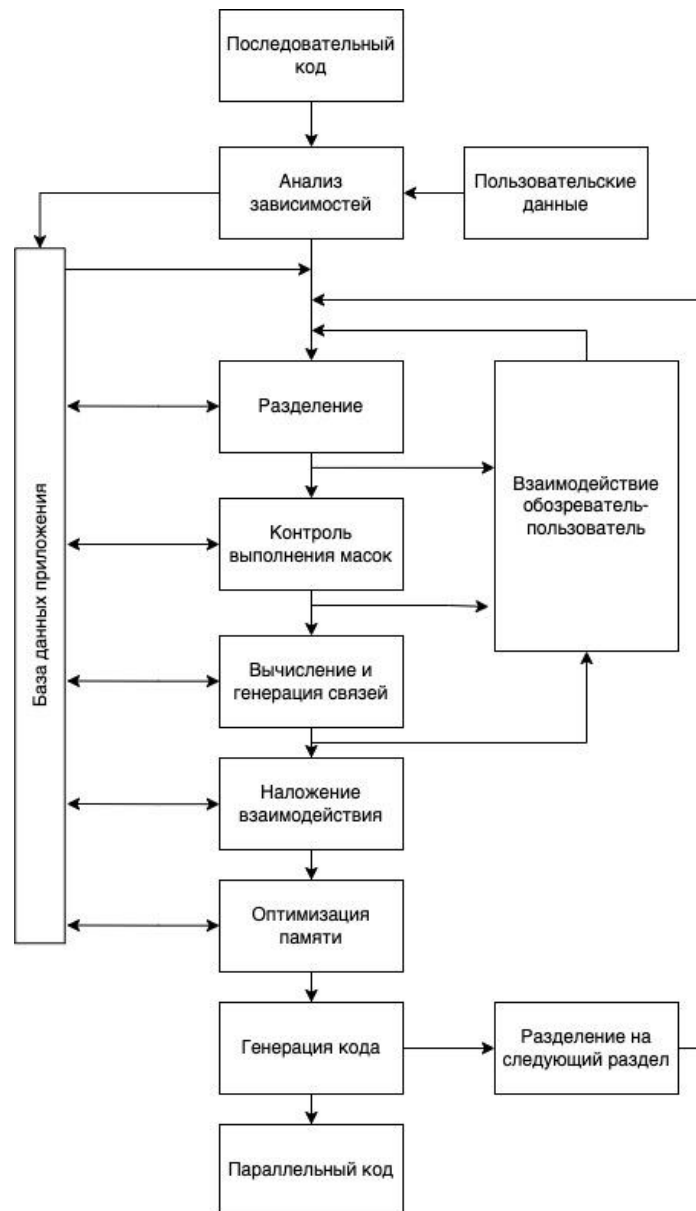 Последовательный
код
Анализ
зависимостей
Пользовательские
данные
База данных приложения
Разделение
Взаимодействие
обозреватель-
пользователь
Контроль
выполнения масок
Вычисление и
генерация связей
Наложение
взаимодействия
Оптимизация
памяти
Генерация кода
Разделение на
следующий раздел
Параллельный код